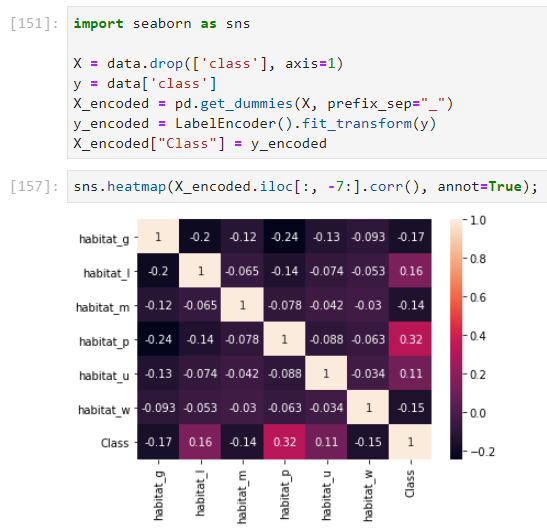 [151]: import seaborn as sns
X = data.drop(['class'], axis=1)
y = data['class']
X_encoded = pd.get_dummies(X, prefix_sep="_")
y_encoded = LabelEncoder().fit_transform(y)
X_encoded["Class"] = y_encoded
[157]: sns.heatmap(X_encoded.iloc[:, -7:].corr(), annot=True);
habitat_g 1 -0.2 -0.12 -0.24 -0.13 -0.093 -0.17
habitat_l -0.2 1 -0.065 -0.14 -0.074 -0.053 0.16
habitat_m -0.12 -0.065 1 -0.078 -0.042 -0.03 -0.14
habitat_p -0.24 -0.14 -0.078 1 -0.088 -0.063 0.32
habitat_u -0.13 -0.074 -0.042 -0.088 1 -0.034 0.11
habitat_w -0.093 -0.053 -0.03 -0.063 -0.034 1 -0.15
Class -0.17 0.16 -0.14 0.32 0.11 -0.15 1
habitat_g
habitat_l
habitat_m
habitat_p
habitat_u
habitat_w
Class
1.0
0.8
0.6
0.4
0.2
0.0
-0.2